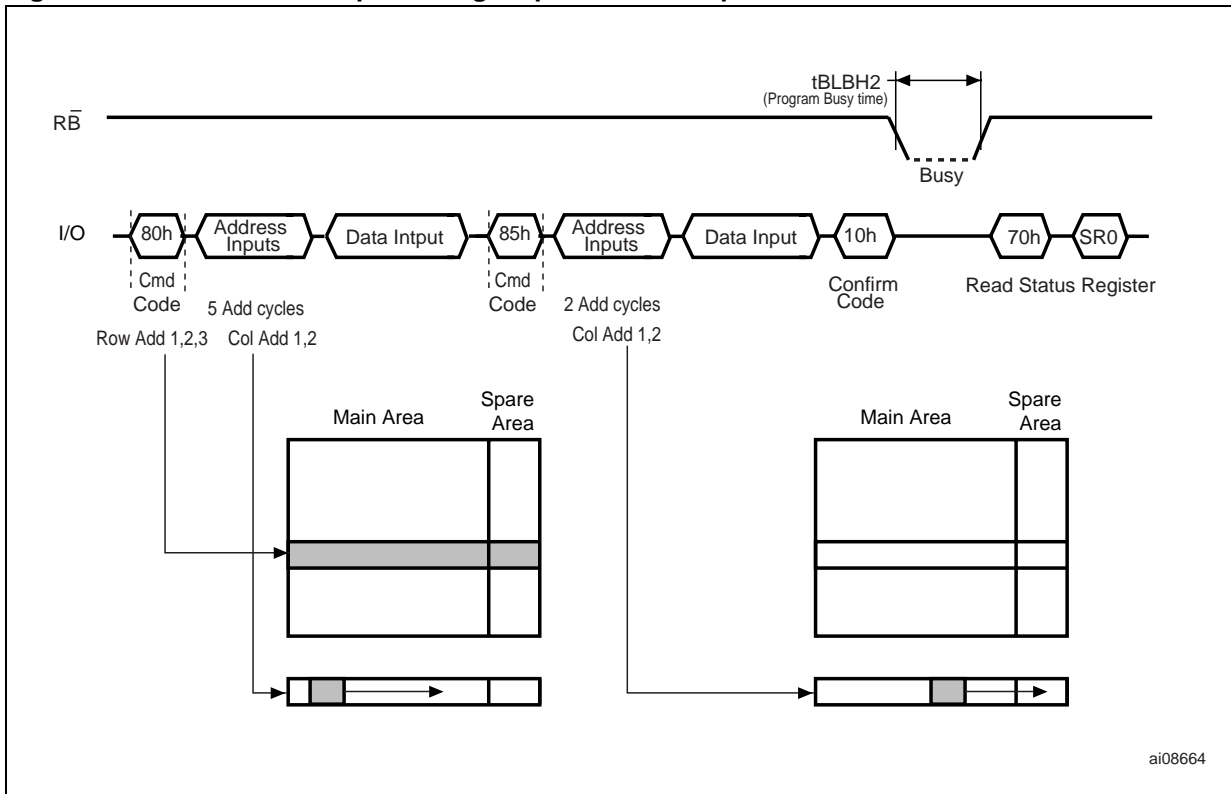 tBLBH2
(Program Busy time)
RB̅
Busy
I/O
80h
Address
Inputs
Data Intput
85h
Address
Inputs
Data Input
10h
70h
SR0
Cmd
Code
Cmd
Code
Confirm
Code
Read Status Register
5 Add cycles
2 Add cycles
Row Add 1,2,3
Col Add 1,2
Col Add 1,2
Main Area
Spare
Area
Main Area
Spare
Area
ai08664